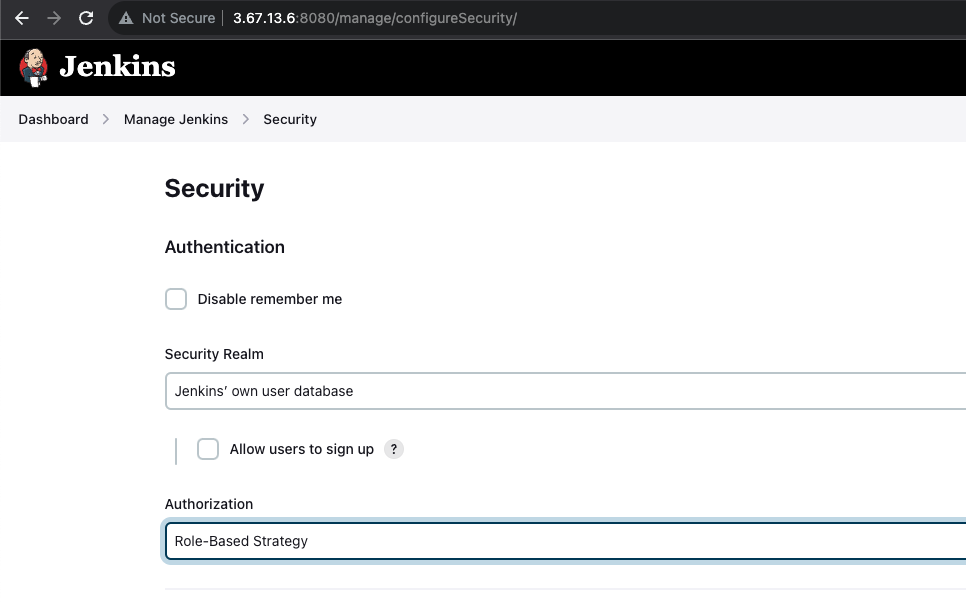 Not Secure 3.67.13.6:8080/manage/configureSecurity/
Jenkins
Dashboard > Manage Jenkins > Security
Security
Authentication
Disable remember me
Security Realm
Jenkins’ own user database
Allow users to sign up ?
Authorization
Role-Based Strategy